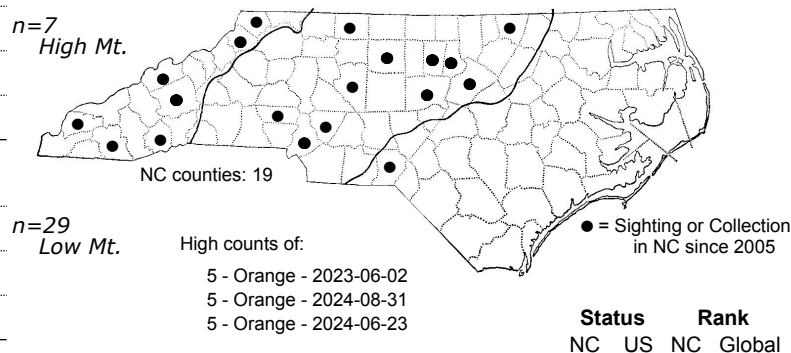 n=7
High Mt.
NC counties: 19
n=29
Low Mt.
High counts of:
5 - Orange - 2023-06-02
5 - Orange - 2024-08-31
5 - Orange - 2024-06-23
● = Sighting or Collection
in NC since 2005
Status Rank
NC US NC Global